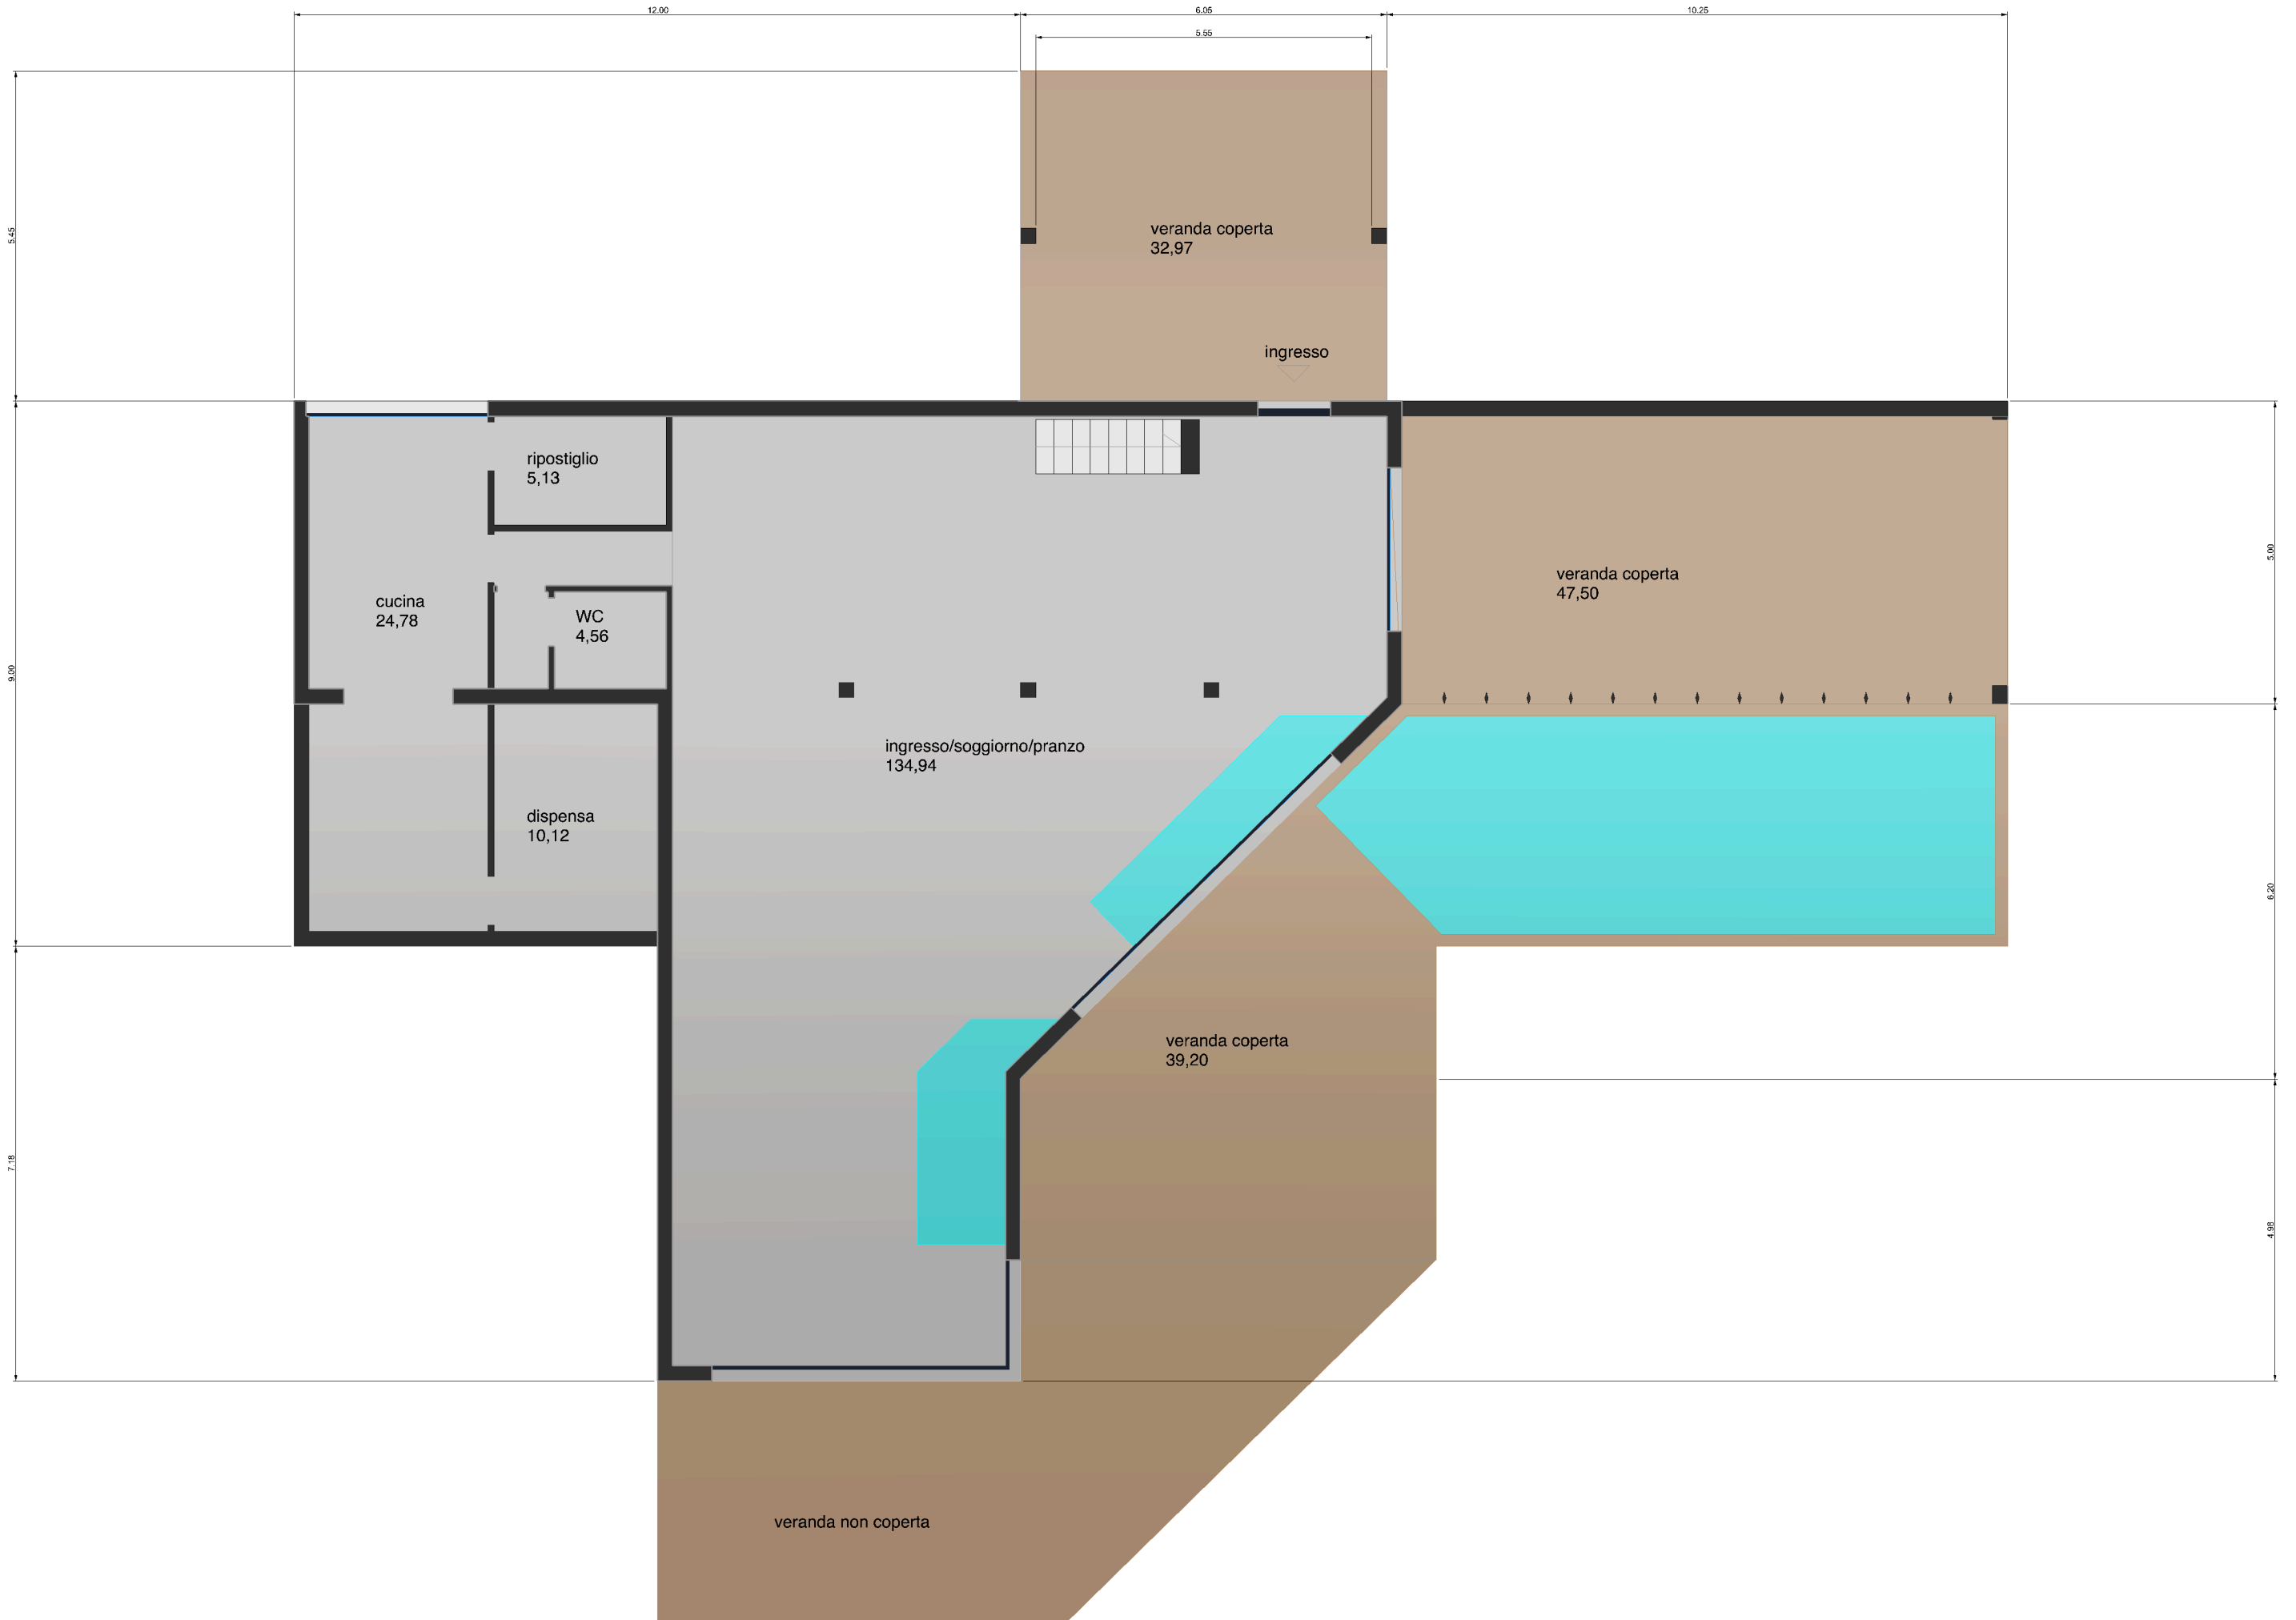 12.00
6.05
10.25
5.55
5.45
veranda coperta
32,97
ingresso
ripostiglio
5,13
5.00
veranda coperta
47,50
cucina
24,78
WC
4,56
9.00
ingresso/soggiorno/pranzo
134,94
dispensa
10,12
6.20
veranda coperta
39,20
7.18
4.98
veranda non coperta